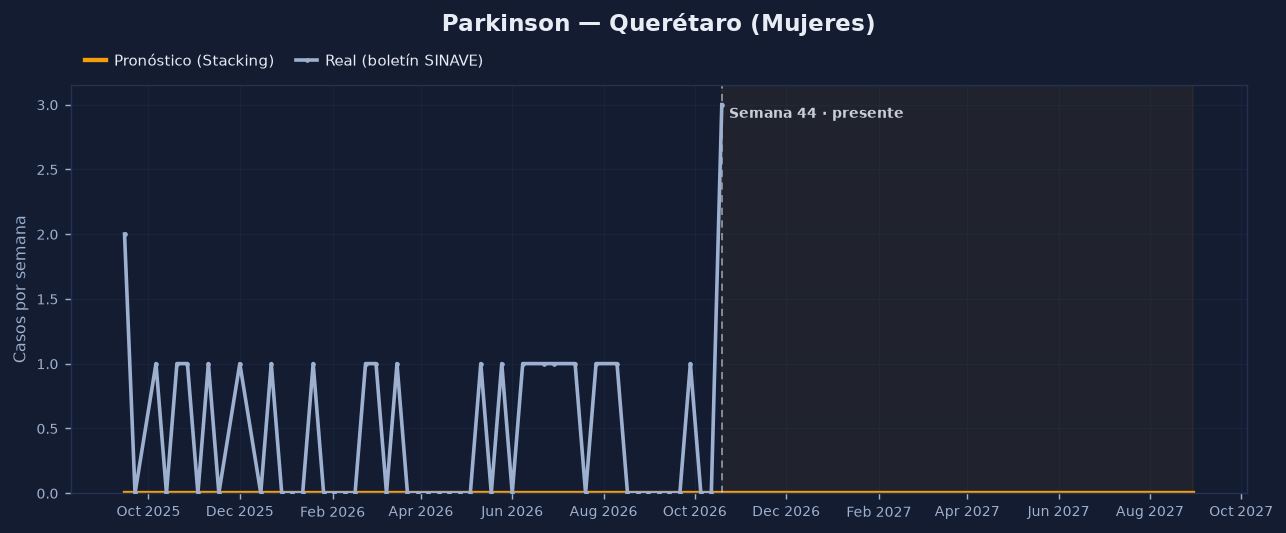 Parkinson — Querétaro (Mujeres)
Pronóstico (Stacking)
Real (boletín SINAVE)
Semana 44 · presente
Casos por semana
3.0
2.5
2.0
1.5
1.0
0.5
0.0
Oct 2025
Dec 2025
Feb 2026
Apr 2026
Jun 2026
Aug 2026
Oct 2026
Dec 2026
Feb 2027
Apr 2027
Jun 2027
Aug 2027
Oct 2027